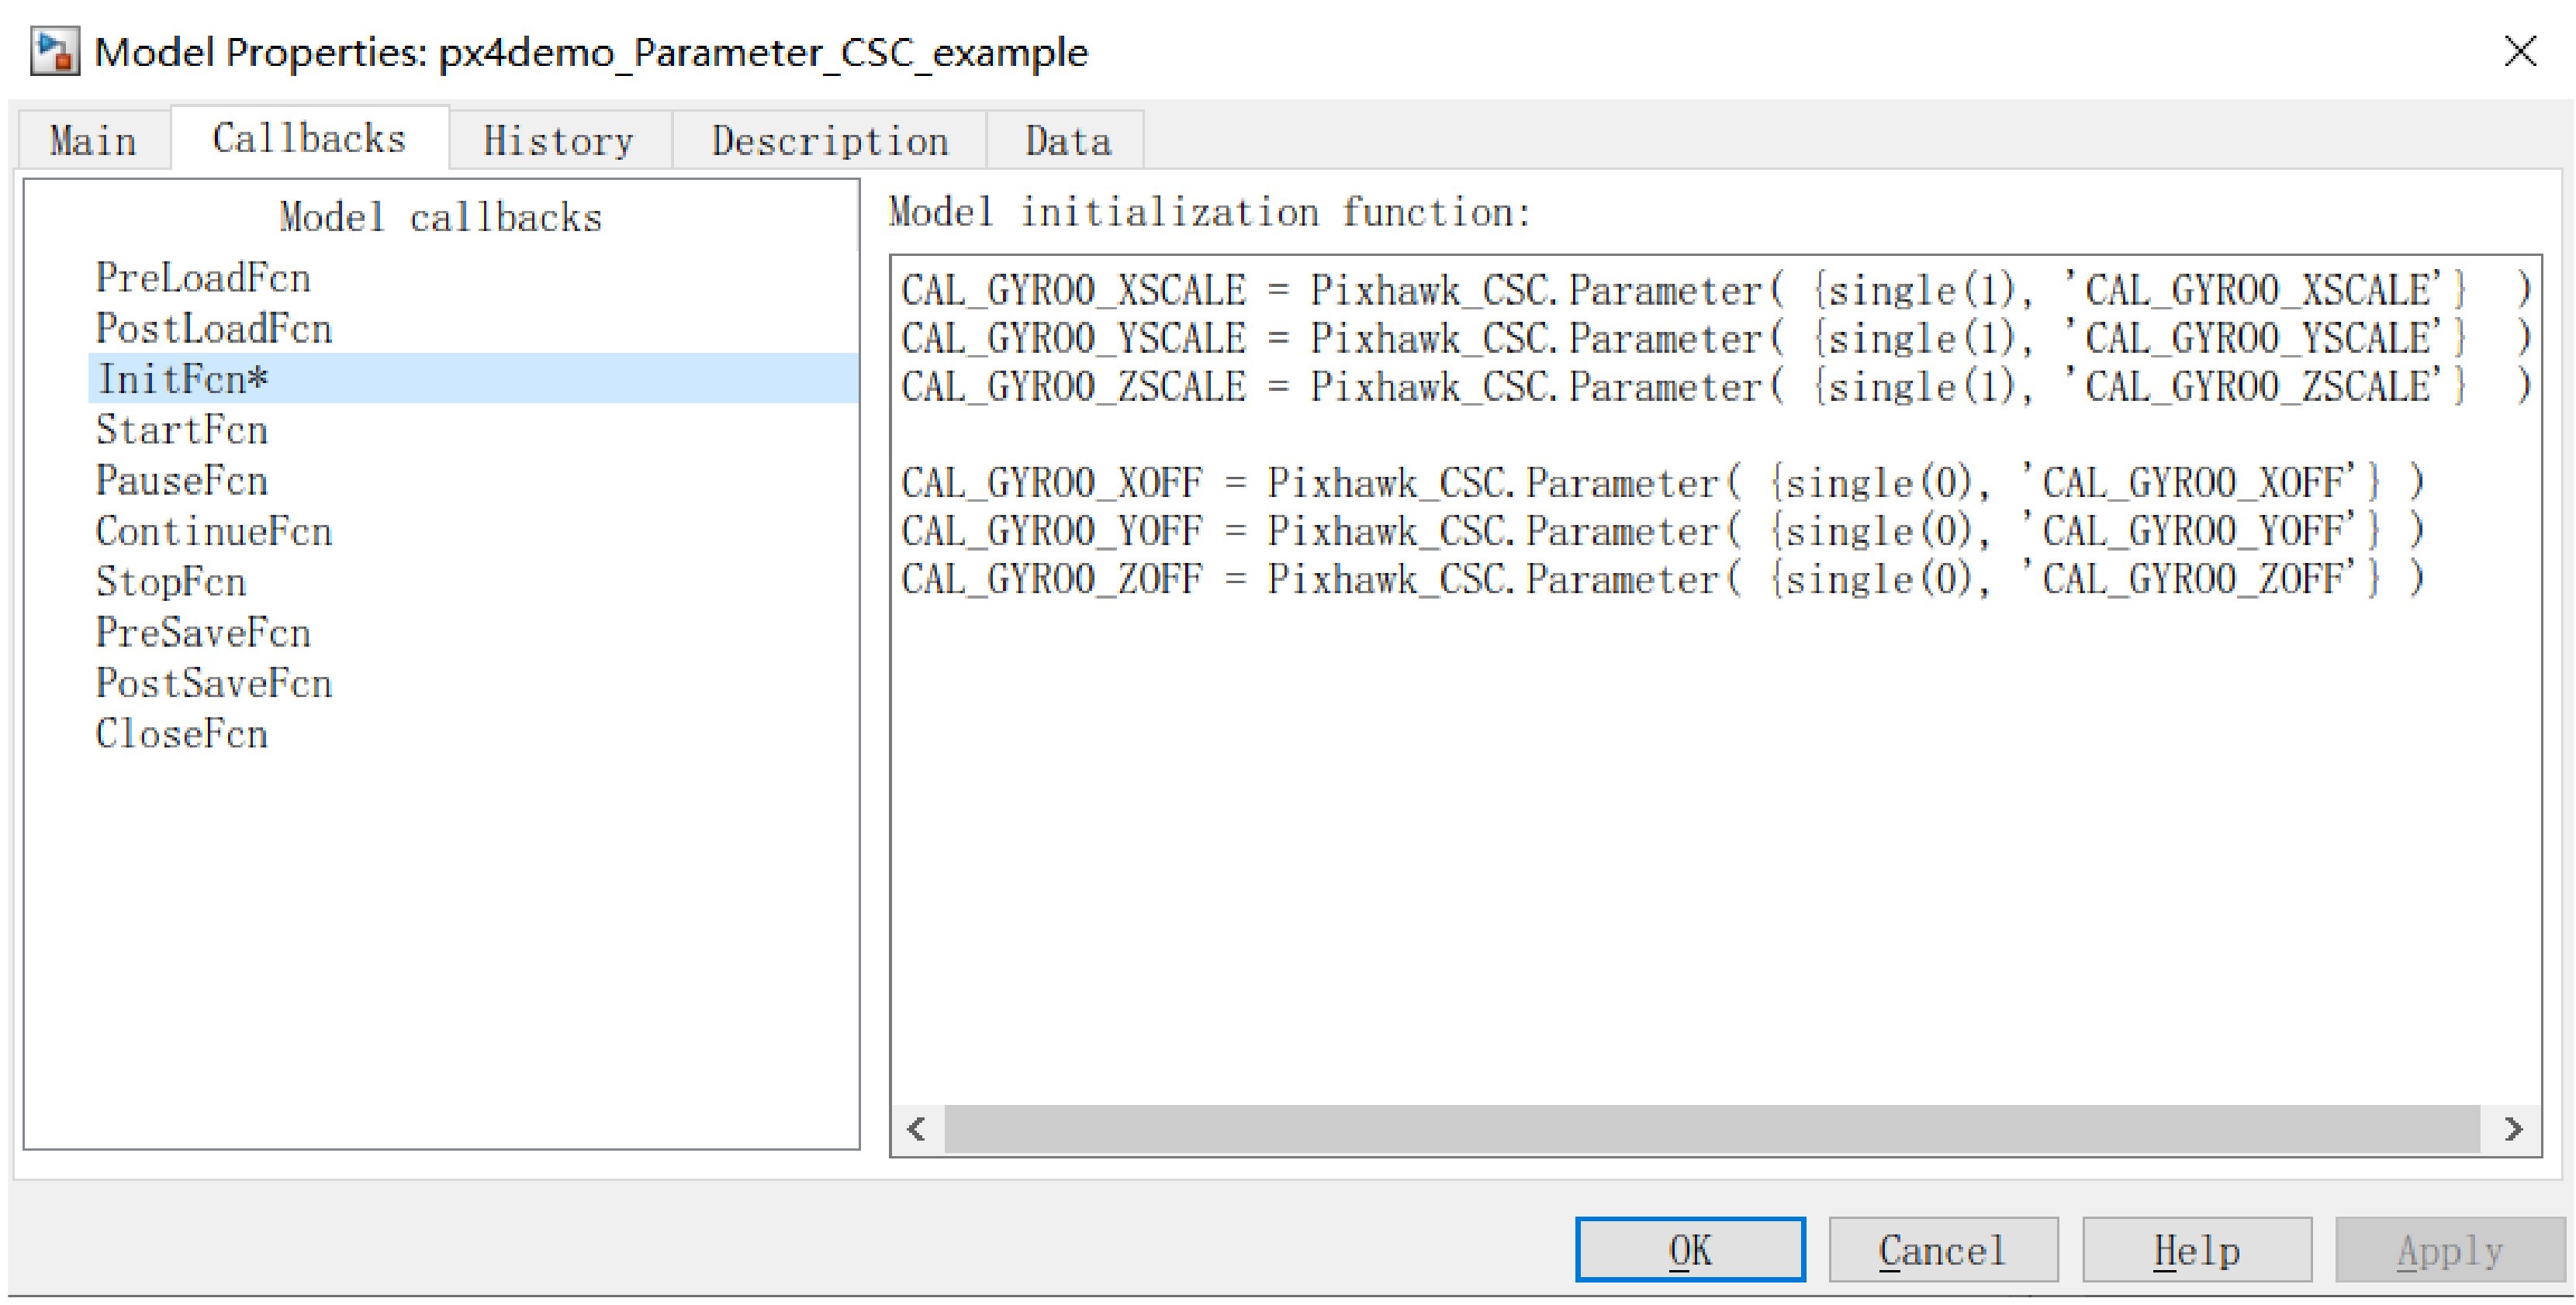 Model Properties: px4demo_Parameter_CSC_example
Main Callbacks History Description Data
Model callbacks
PreLoadFcn
PostLoadFcn
InitFcn*
StartFcn
PauseFcn
ContinueFcn
StopFcn
PreSaveFcn
PostSaveFcn
CloseFcn
Model initialization function:
CAL_GYRO0_XSCALE = Pixhawk_CSC.Parameter( {single(1), 'CAL_GYRO0_XSCALE'} )
CAL_GYRO0_YSCALE = Pixhawk_CSC.Parameter( {single(1), 'CAL_GYRO0_YSCALE'} )
CAL_GYRO0_ZSCALE = Pixhawk_CSC.Parameter( {single(1), 'CAL_GYRO0_ZSCALE'} )
CAL_GYRO0_XOFF = Pixhawk_CSC.Parameter( {single(0), 'CAL_GYRO0_XOFF'} )
CAL_GYRO0_YOFF = Pixhawk_CSC.Parameter( {single(0), 'CAL_GYRO0_YOFF'} )
CAL_GYRO0_ZOFF = Pixhawk_CSC.Parameter( {single(0), 'CAL_GYRO0_ZOFF'} )
OK Cancel Help Apply